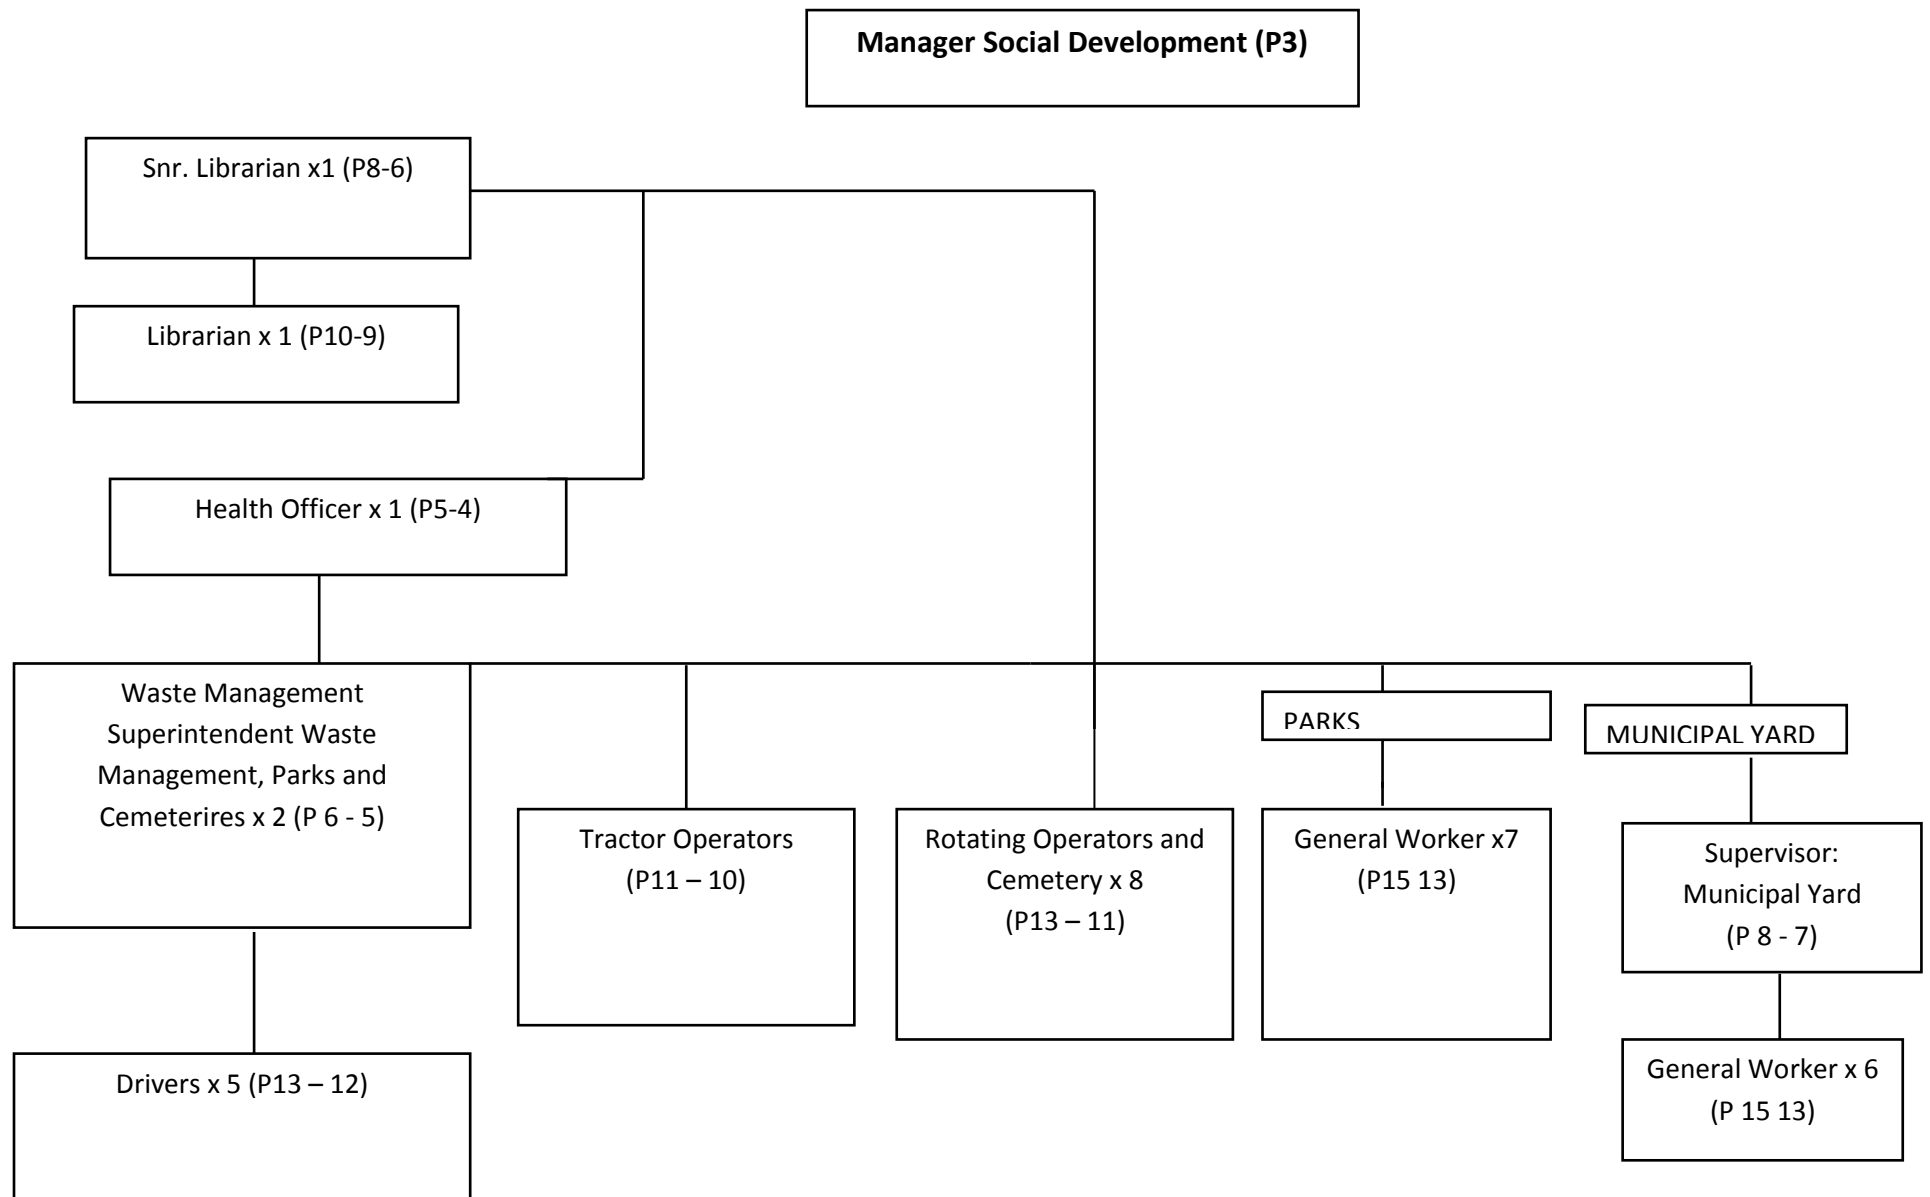 Manager Social Development (P3)
Snr. Librarian x1 (P8-6)
Librarian x 1 (P10-9)
Health Officer x 1 (P5-4)
Waste Management
Superintendent Waste
Management, Parks and
Cemeterires x 2 (P 6 - 5)
Drivers x 5 (P13 – 12)
Tractor Operators
(P11 – 10)
Rotating Operators and
Cemetery x 8
(P13 – 11)
PARKS
General Worker x7
(P15 13)
MUNICIPAL YARD
Supervisor:
Municipal Yard
(P 8 - 7)
General Worker x 6
(P 15 13)